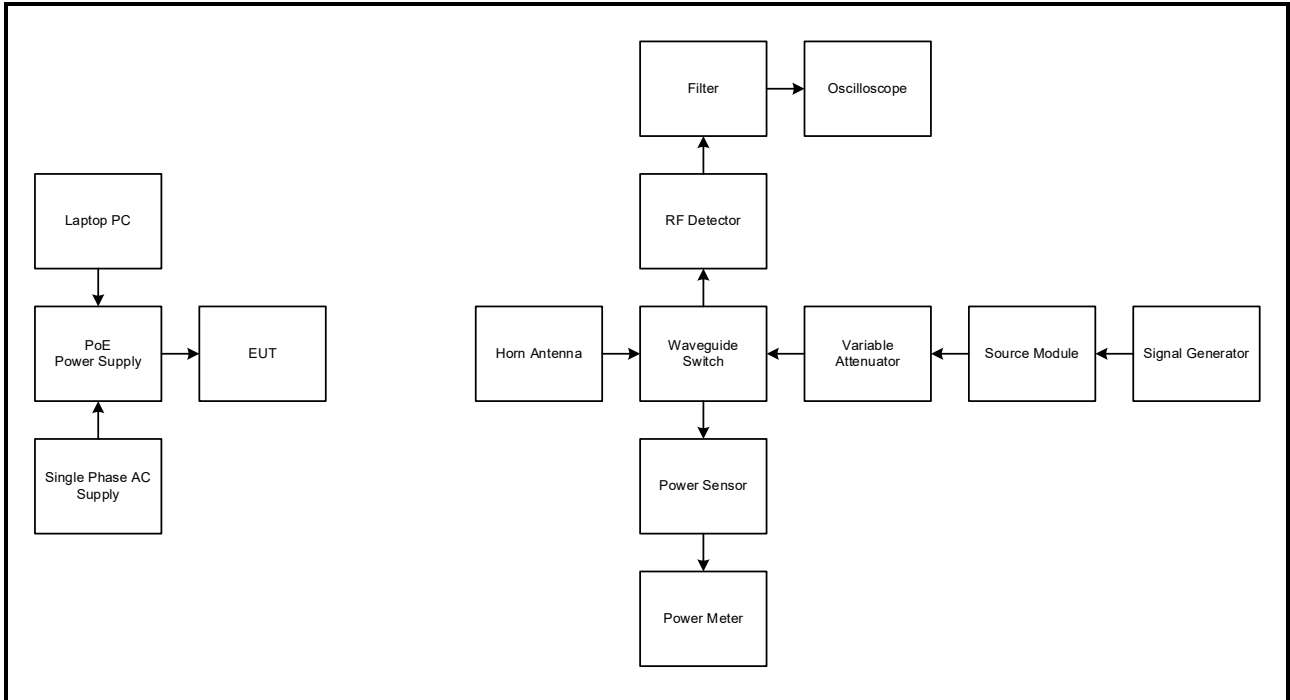 Filter
Oscilloscope
Laptop PC
RF Detector
PoE
Power Supply
EUT
Horn Antenna
Waveguide
Switch
Variable
Attenuator
Source Module
Signal Generator
Single Phase AC
Supply
Power Sensor
Power Meter